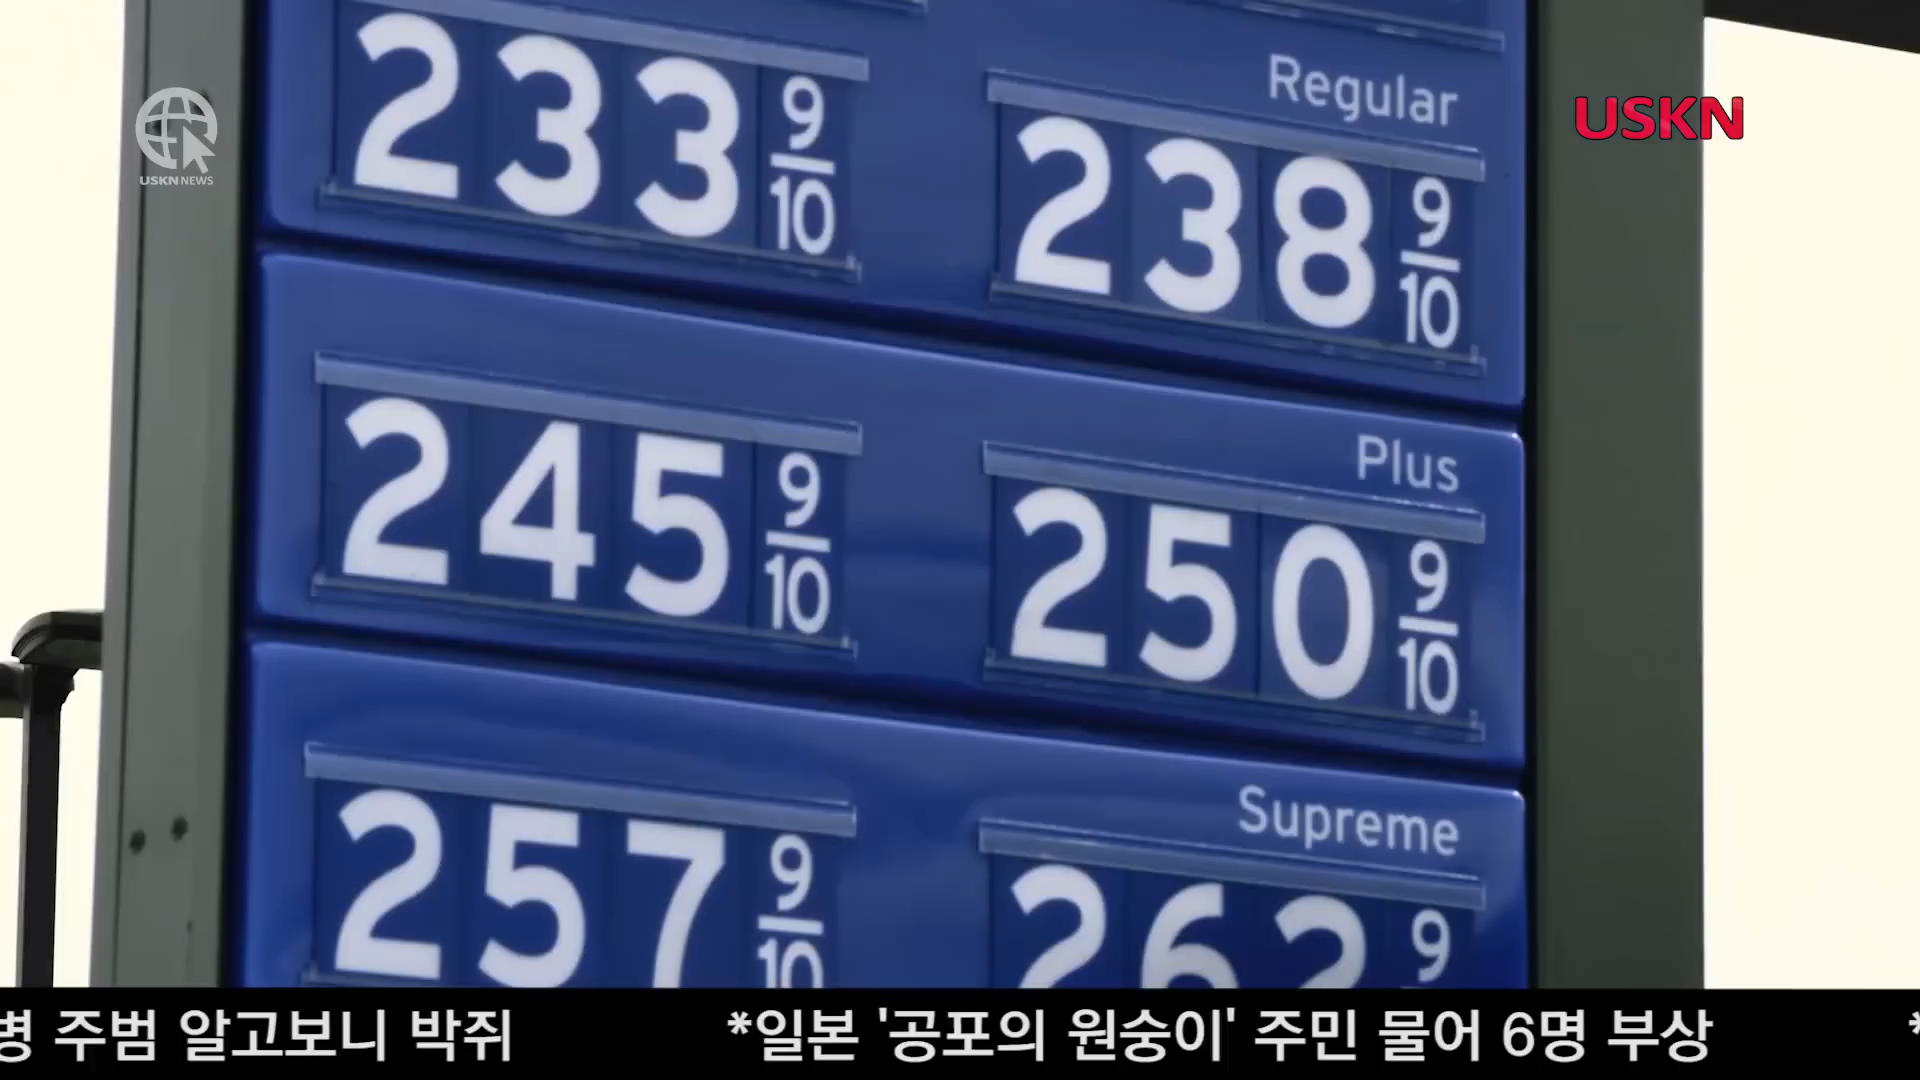 233 9/10
Regular
238 9/10
USKN
USKN NEWS
245 9/10
Plus
250 9/10
257 9/10
Supreme
262 9
병 주범 알고보니 박쥐 *일본 '공포의 원숭이' 주민 물어 6명 부상 *